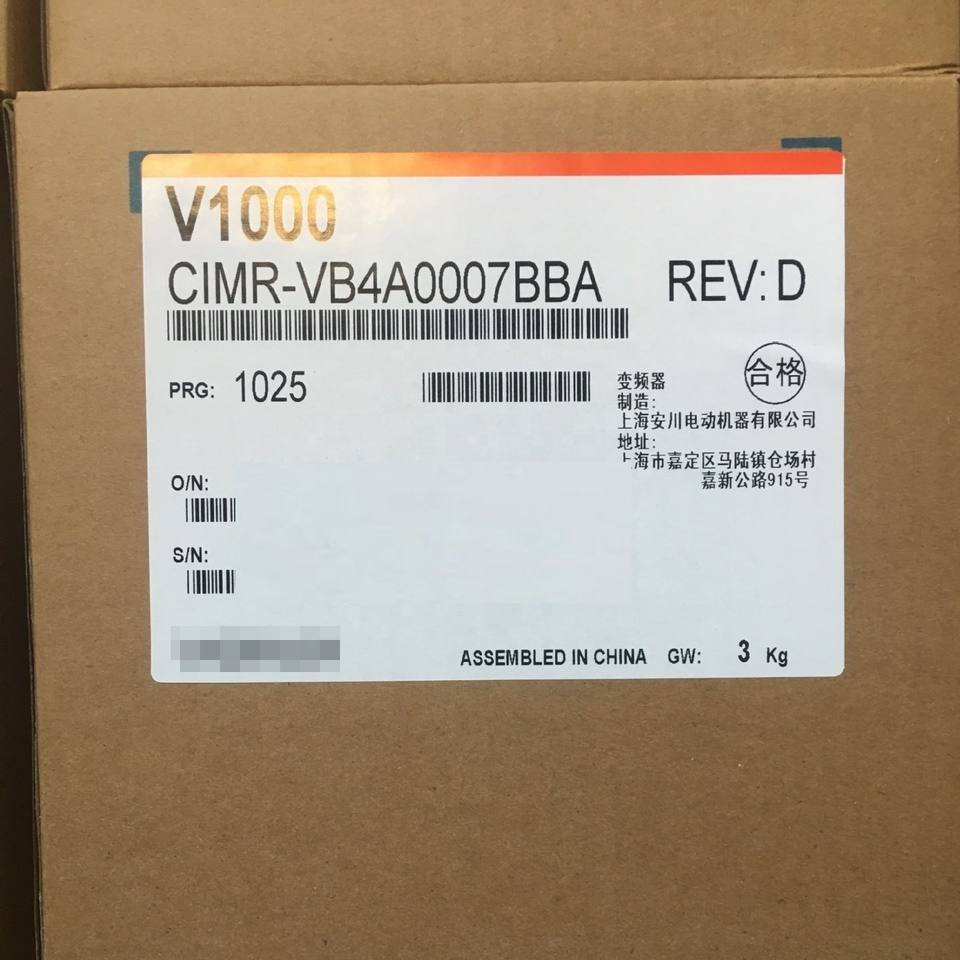 V1000
CIMR-VB4A0007BBA REV: D
PRG: 1025
合格
变频器
制造:
上海安川电动机器有限公司
地址:
上海市嘉定区马陆镇仓场村
嘉新公路915号
O/N:
S/N:
ASSEMBLED IN CHINA GW: 3 Kg